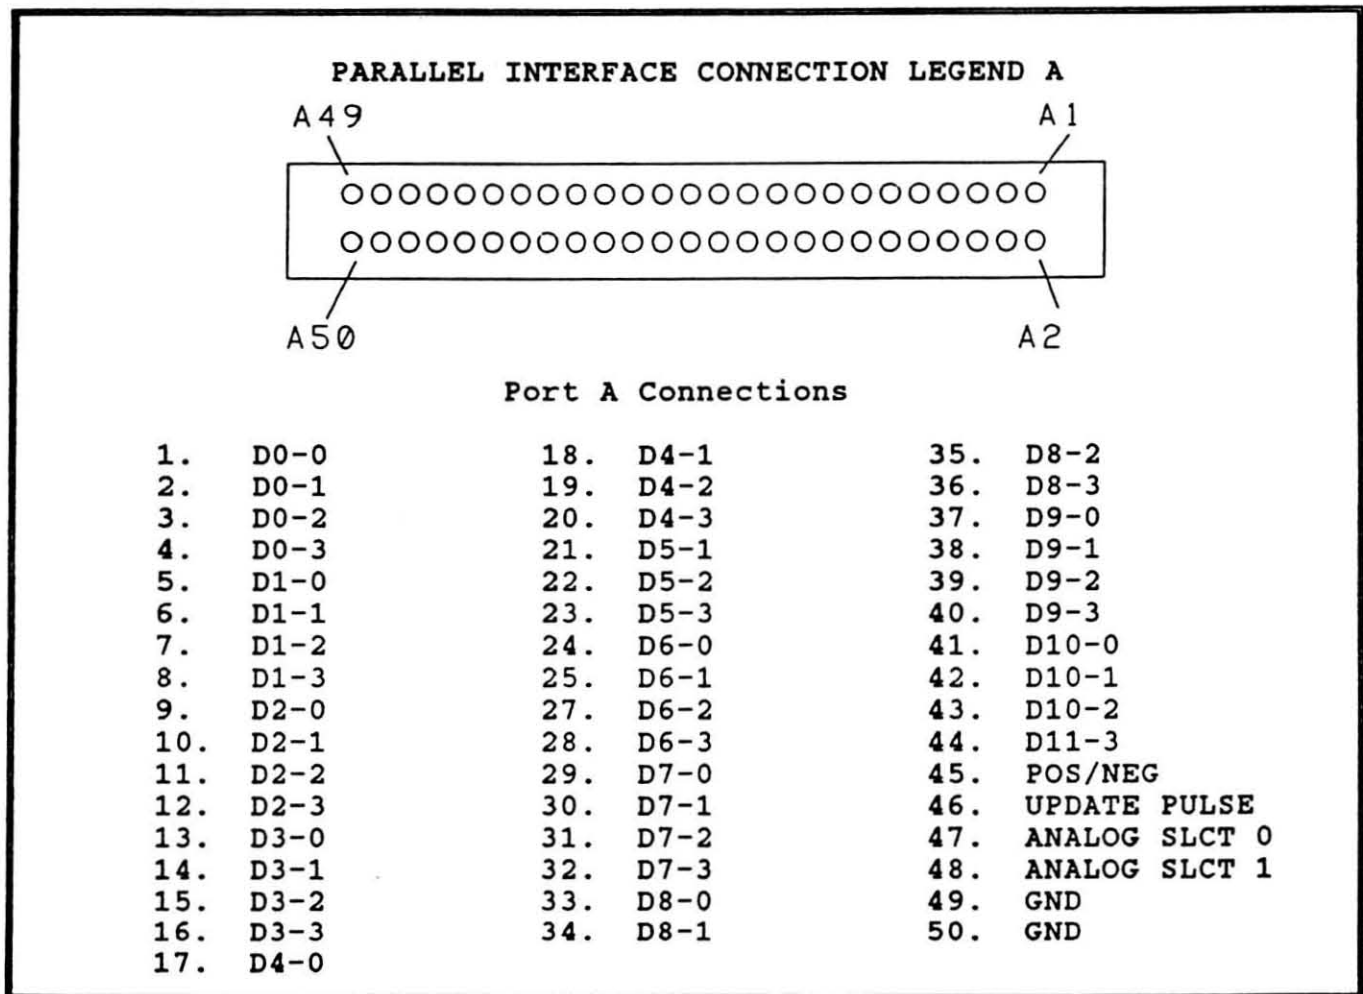 PARALLEL INTERFACE CONNECTION LEGEND A
A49 A1
A50 A2
Port A Connections
1. D0-0
2. D0-1
3. D0-2
4. D0-3
5. D1-0
6. D1-1
7. D1-2
8. D1-3
9. D2-0
10. D2-1
11. D2-2
12. D2-3
13. D3-0
14. D3-1
15. D3-2
16. D3-3
17. D4-0
18. D4-1
19. D4-2
20. D4-3
21. D5-1
22. D5-2
23. D5-3
24. D6-0
25. D6-1
27. D6-2
28. D6-3
29. D7-0
30. D7-1
31. D7-2
32. D7-3
33. D8-0
34. D8-1
35. D8-2
36. D8-3
37. D9-0
38. D9-1
39. D9-2
40. D9-3
41. D10-0
42. D10-1
43. D10-2
44. D11-3
45. POS/NEG
46. UPDATE PULSE
47. ANALOG SLCT 0
48. ANALOG SLCT 1
49. GND
50. GND